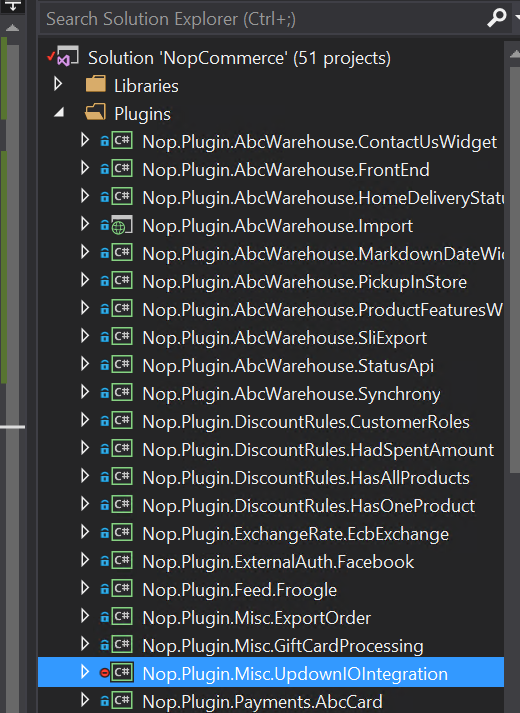 Search Solution Explorer (Ctrl+;)
Solution 'NopCommerce' (51 projects)
Libraries
Plugins
C# Nop.Plugin.AbcWarehouse.ContactUsWidget
C# Nop.Plugin.AbcWarehouse.FrontEnd
C# Nop.Plugin.AbcWarehouse.HomeDeliveryStatu
Nop.Plugin.AbcWarehouse.Import
C# Nop.Plugin.AbcWarehouse.MarkdownDateWid
C# Nop.Plugin.AbcWarehouse.PickupInStore
C# Nop.Plugin.AbcWarehouse.ProductFeaturesW
C# Nop.Plugin.AbcWarehouse.SliExport
C# Nop.Plugin.AbcWarehouse.StatusApi
C# Nop.Plugin.AbcWarehouse.Synchrony
C# Nop.Plugin.DiscountRules.CustomerRoles
C# Nop.Plugin.DiscountRules.HadSpentAmount
C# Nop.Plugin.DiscountRules.HasAllProducts
C# Nop.Plugin.DiscountRules.HasOneProduct
C# Nop.Plugin.ExchangeRate.EcbExchange
C# Nop.Plugin.ExternalAuth.Facebook
C# Nop.Plugin.Feed.Froogle
C# Nop.Plugin.Misc.ExportOrder
C# Nop.Plugin.Misc.GiftCardProcessing
C# Nop.Plugin.Misc.UpdownIOIntegration
C# Nop.Plugin.Payments.AbcCard